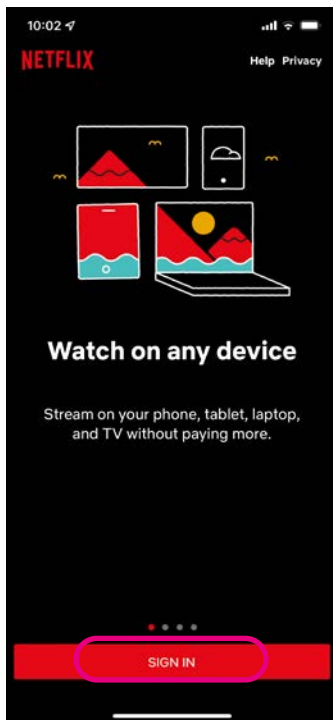 10:02
NETFLIX
Help Privacy
Watch on any device
Stream on your phone, tablet, laptop,
and TV without paying more.
SIGN IN